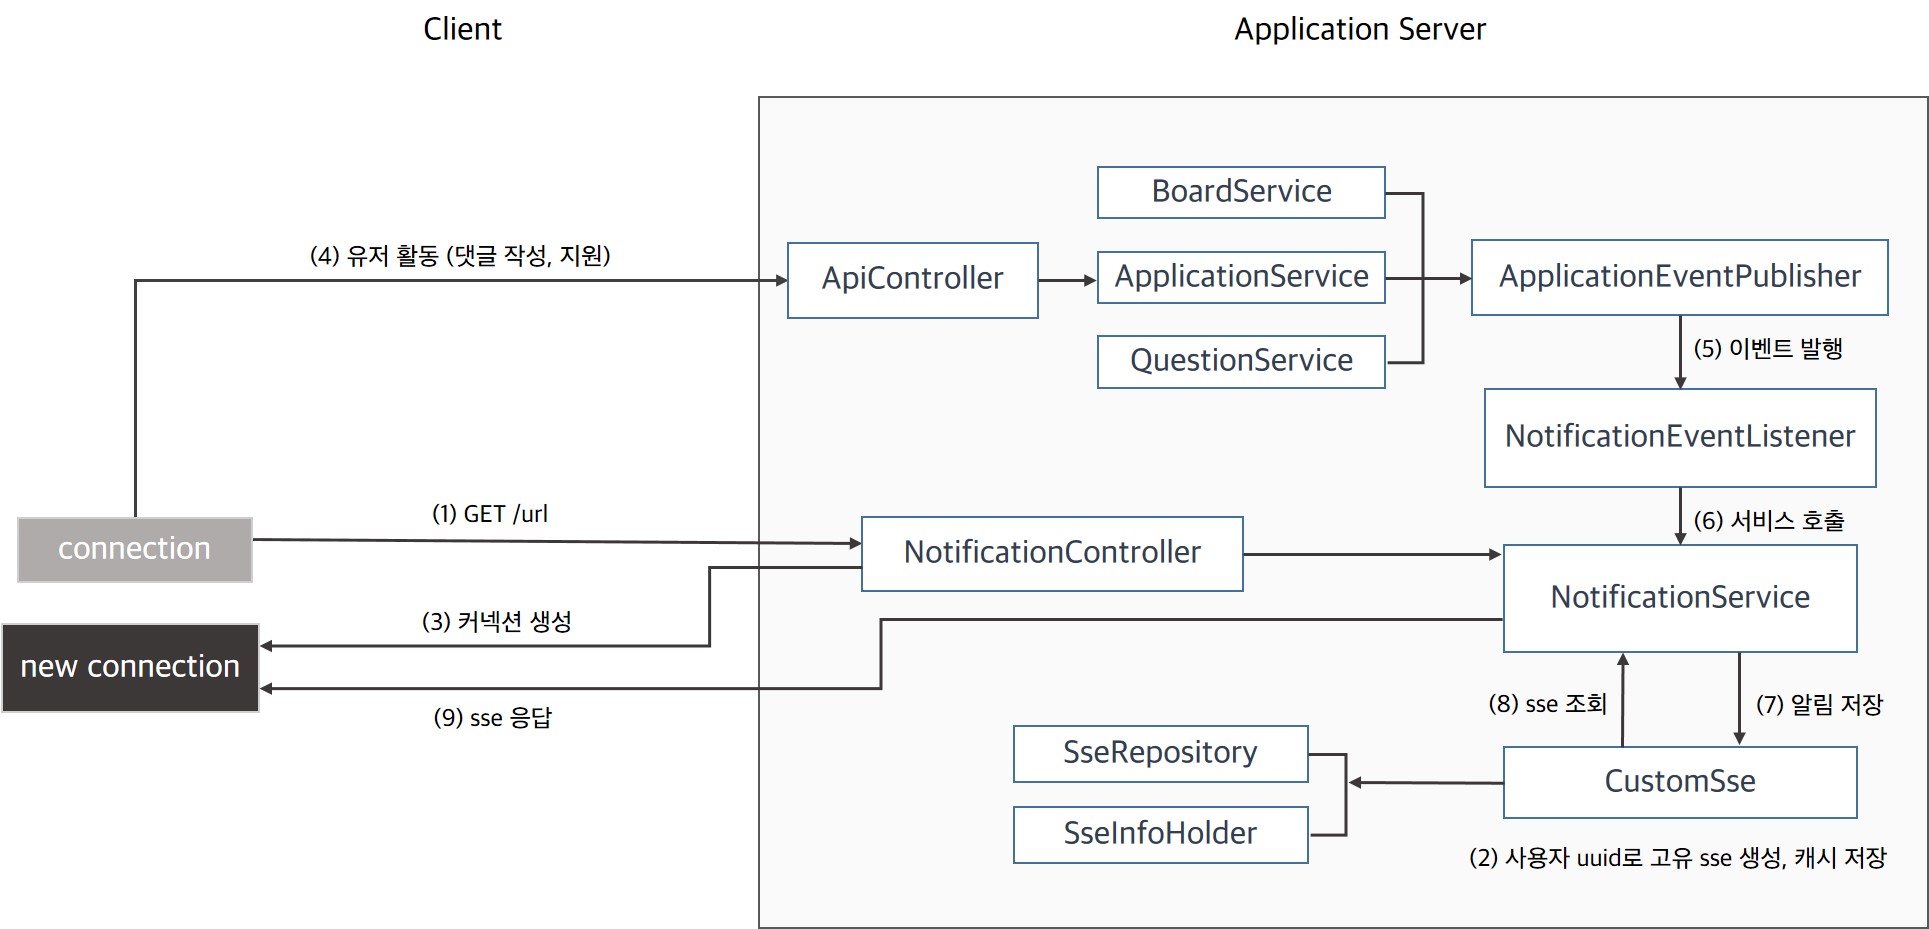 Client
Application Server
BoardService
(4) 유저 활동 (댓글 작성, 지원)
ApiController
ApplicationService
ApplicationEventPublisher
QuestionService
(5) 이벤트 발행
NotificationEventListener
(1) GET /url
(6) 서비스 호출
connection
NotificationController
NotificationService
(3) 커넥션 생성
new connection
(9) sse 응답
(8) sse 조회
(7) 알림 저장
SseRepository
CustomSse
SseInfoHolder
(2) 사용자 uuid로 고유 sse 생성, 캐시 저장